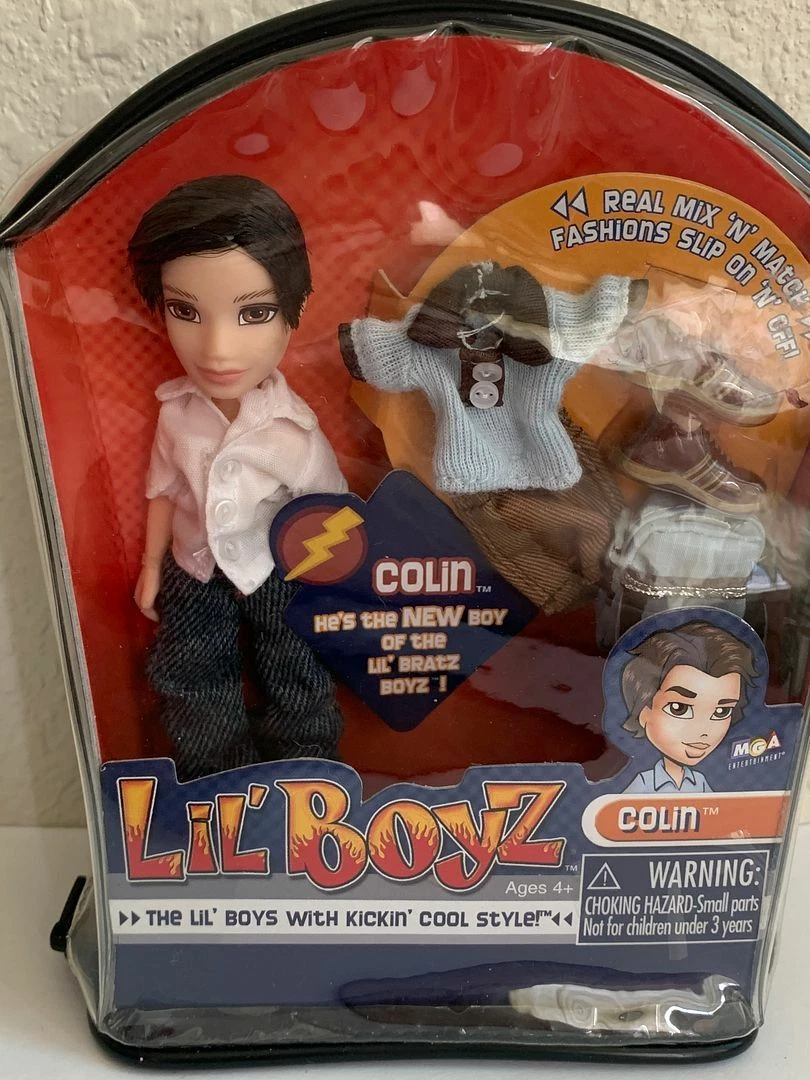 REAL MIX 'N' MATCH
FASHIONS SLIP ON 'N' OFF!
COLIN™
HE'S the NEW BOY
OF the
LIL' BRATZ
BOYZ™!
MGA
ENTERTAINMENT®
COLIN™
LiL' BOYZ™
Ages 4+
THE LIL' BOYS WITH KICKIN' COOL STYLE!™
WARNING:
CHOKING HAZARD-Small parts
Not for children under 3 years